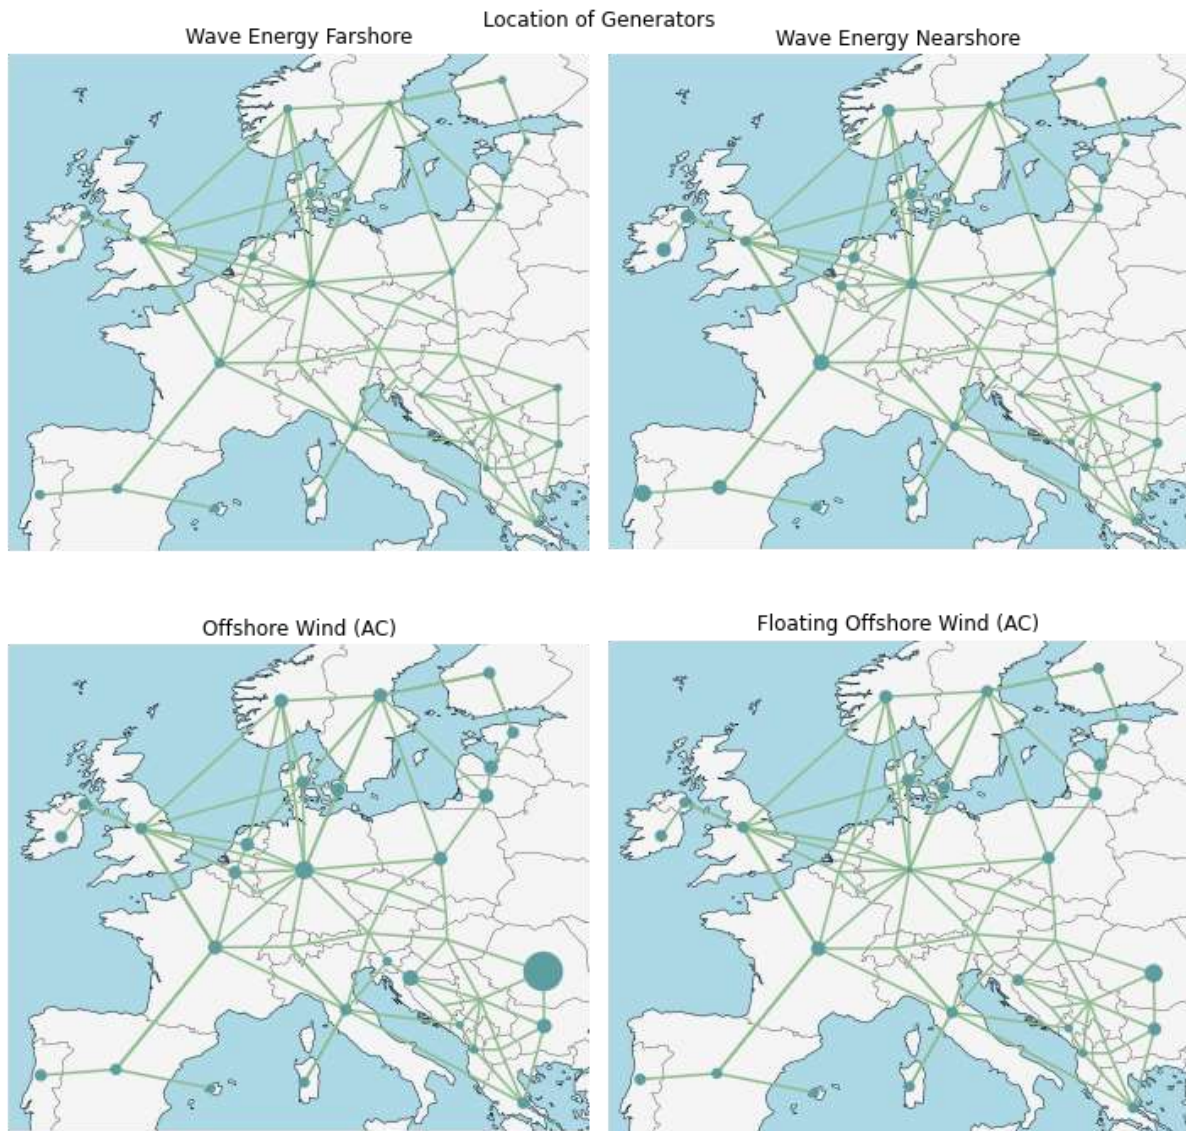 Location of Generators
Wave Energy Farshore
Wave Energy Nearshore
Offshore Wind (AC)
Floating Offshore Wind (AC)